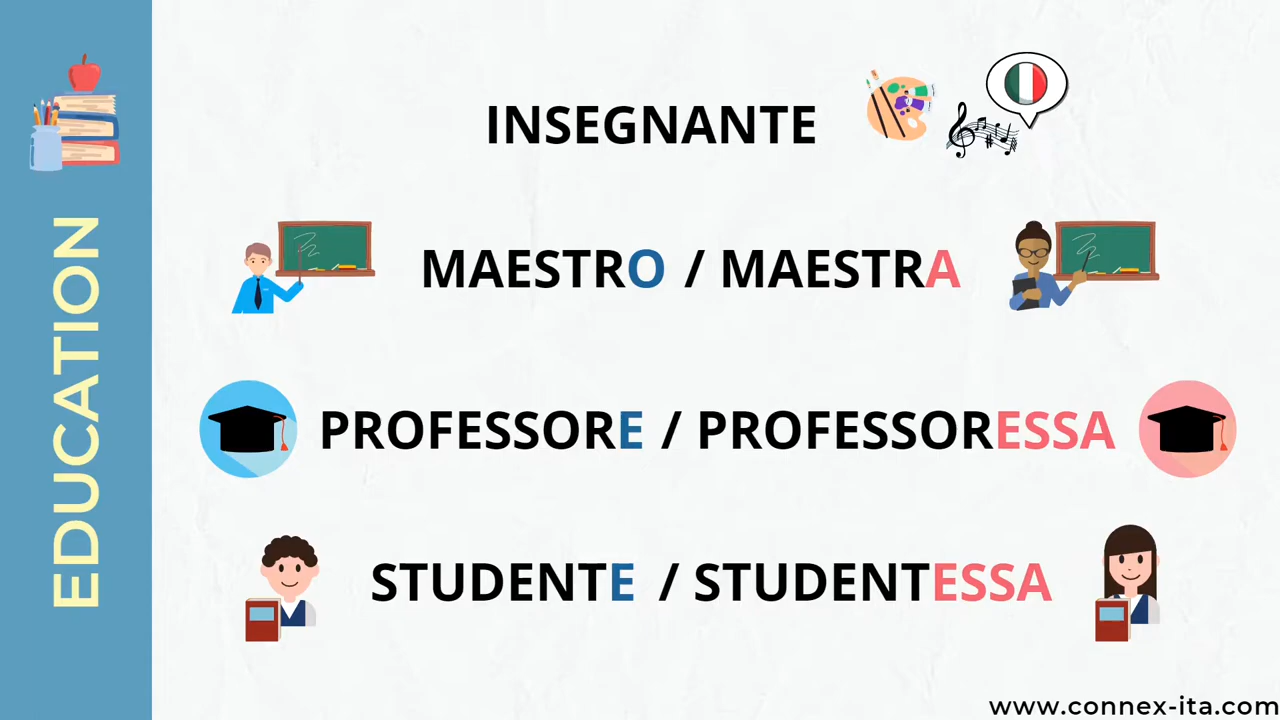 EDUCATION
INSEGNANTE
MAESTRO / MAESTRA
PROFESSORE / PROFESSORESSA
STUDENTE / STUDENTESSA
www.connex-ita.com